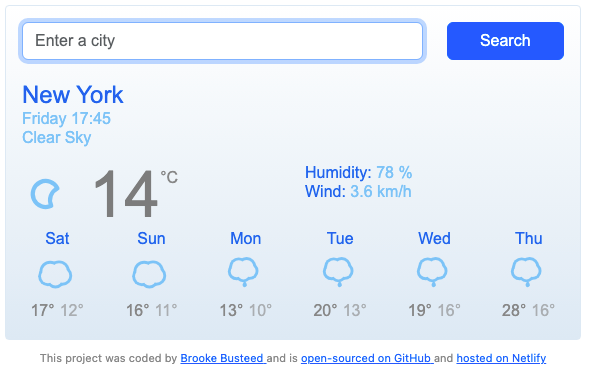 Enter a city
Search
New York
Friday 17:45
Clear Sky
14 °C
Humidity: 78 %
Wind: 3.6 km/h
Sat Sun Mon Tue Wed Thu
17° 12° 16° 11° 13° 10° 20° 13° 19° 16° 28° 16°
This project was coded by Brooke Busteed and is open-sourced on GitHub and hosted on Netlify